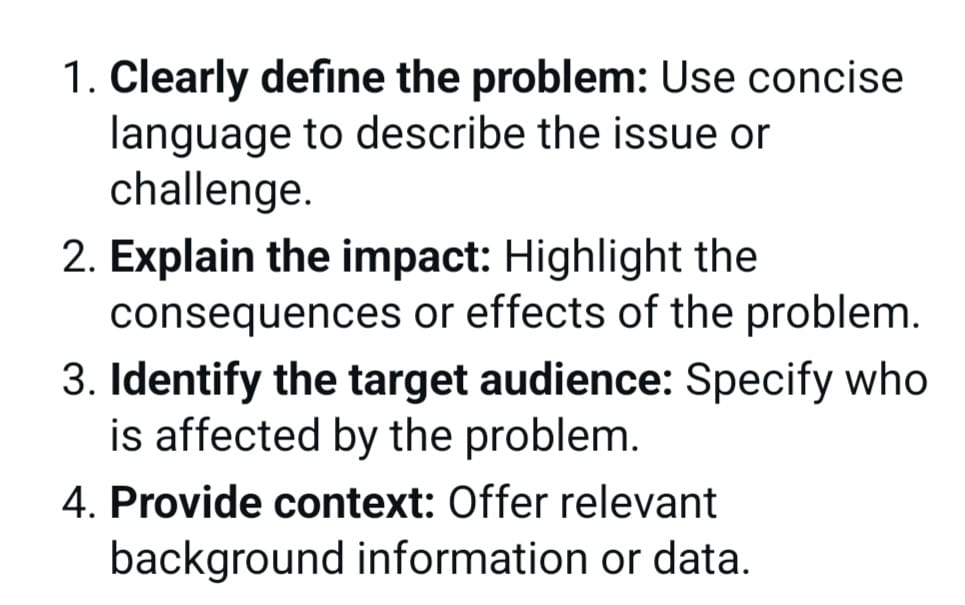 1. Clearly define the problem: Use concise
language to describe the issue or
challenge.
2. Explain the impact: Highlight the
consequences or effects of the problem.
3. Identify the target audience: Specify who
is affected by the problem.
4. Provide context: Offer relevant
background information or data.